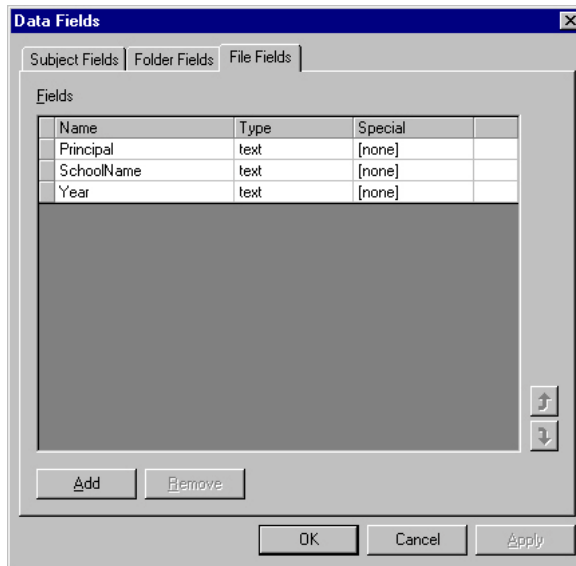 Data Fields
Subject Fields Folder Fields File Fields
Fields
Name Type Special
Principal text [none]
SchoolName text [none]
Year text [none]
Add Remove
OK Cancel Apply